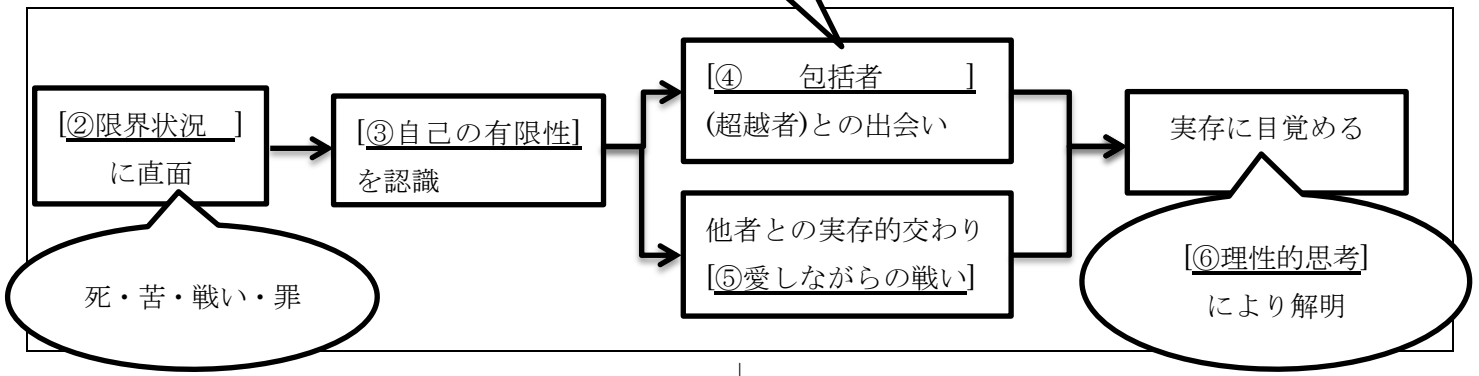 [②限界状況 ]
に直面
死・苦・戦い・罪
[③自己の有限性]
を認識
[④ 包括者 ]
(超越者)との出会い
他者との実存的交わり
[⑤愛しながらの戦い]
実存に目覚める
[⑥理性的思考]
により解明